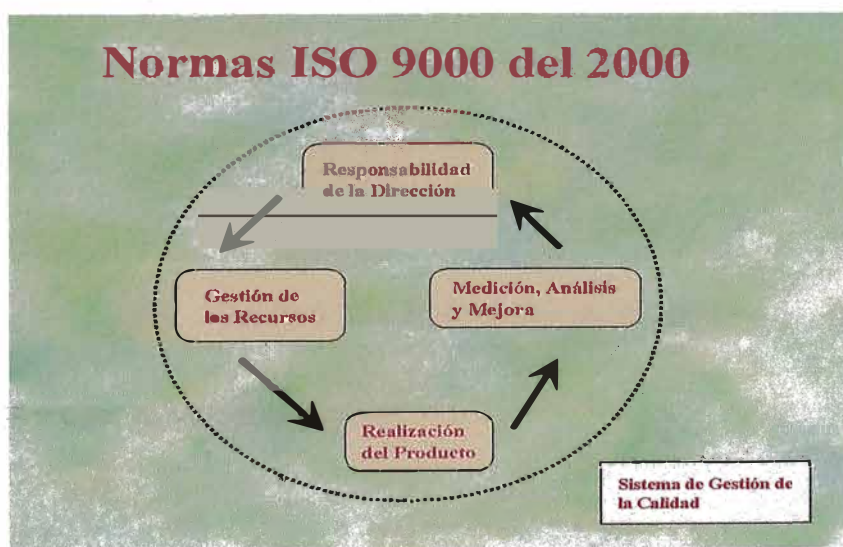 Normas ISO 9000 del 2000
Responsabilidad
de la Dirección
Gestión de
los Recursos
Medición, Análisis
y Mejora
Realización
del Producto
Sistema de Gestión de
la Calidad